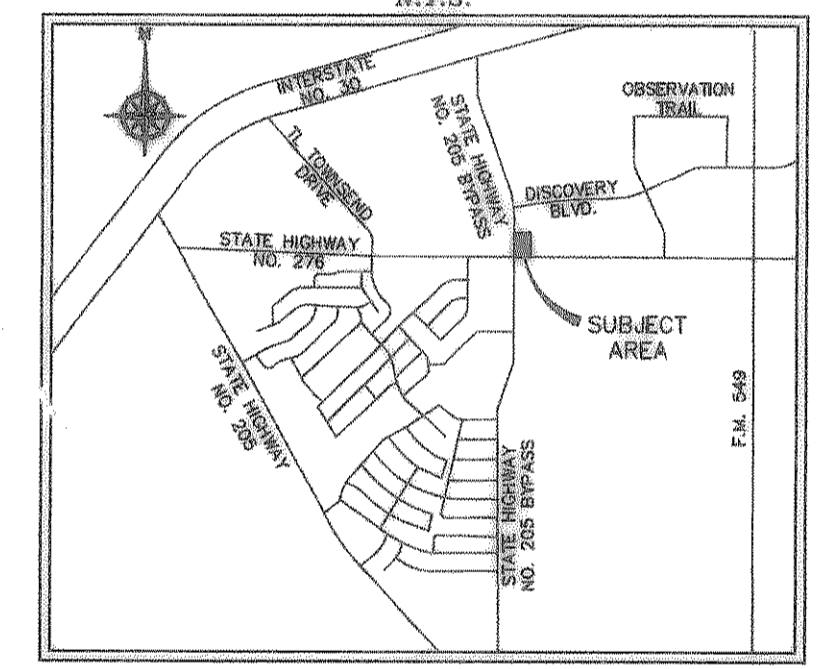 N.T.S.
N
INTERSTATE
NO. 30
OBSERVATION
TRAIL
STATE HIGHWAY
NO. 205 BYPASS
TL TOWNSEND
DRIVE
DISCOVERY
BLVD.
STATE HIGHWAY
NO. 276
SUBJECT
AREA
STATE HIGHWAY
NO. 205
F.M. 549
STATE HIGHWAY
NO. 205 BYPASS